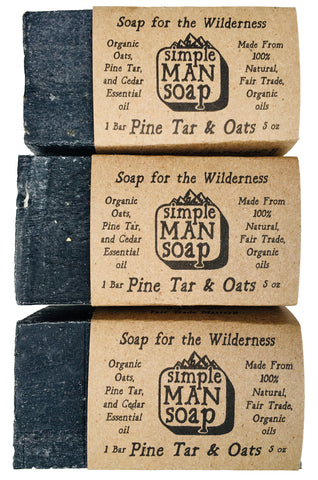 Soap for the Wilderness
Organic
Oats,
Pine Tar,
and Cedar
Essential
oil
simple
MAN
soap
Made From
100%
Natural,
Fair Trade,
Organic
oils
1 Bar Pine Tar & Oats 5 oz
Soap for the Wilderness
Organic
Oats,
Pine Tar,
and Cedar
Essential
oil
simple
MAN
soap
Made From
100%
Natural,
Fair Trade,
Organic
oils
1 Bar Pine Tar & Oats 5 oz
Fair Trade
Soap for the Wilderness
Organic
Oats,
Pine Tar,
and Cedar
Essential
oil
simple
MAN
soap
Made From
100%
Natural,
Fair Trade,
Organic
oils
1 Bar Pine Tar & Oats 5 oz